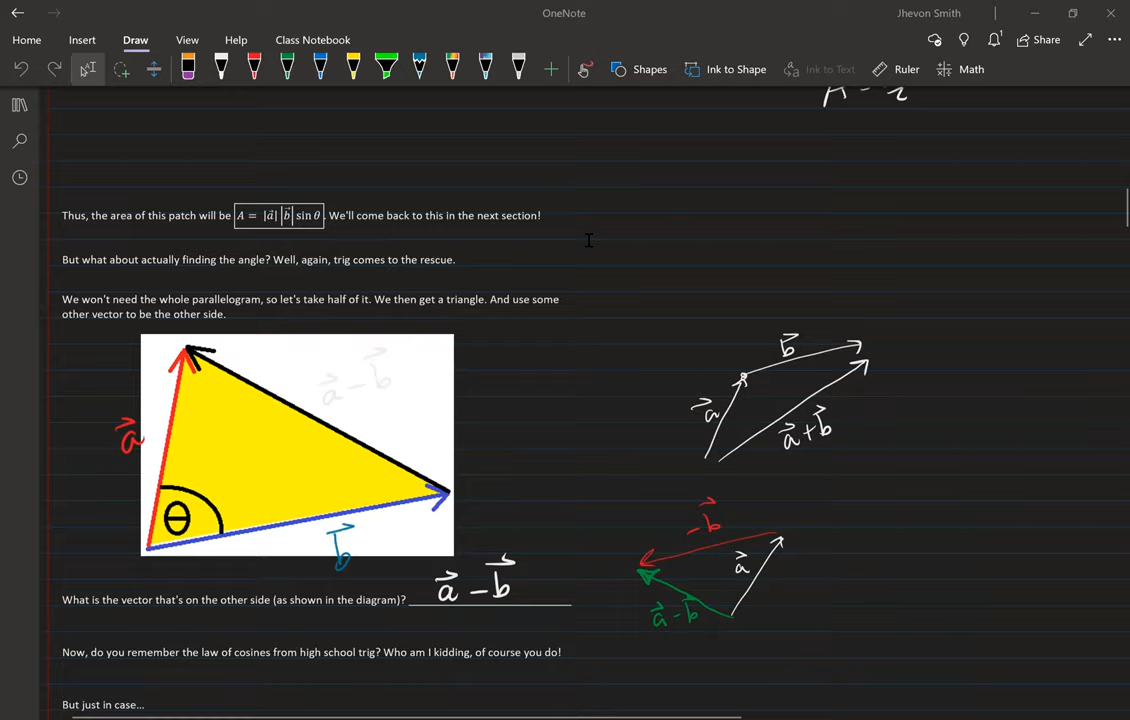 OneNote
Jhevon Smith
Home Insert Draw View Help Class Notebook
Share
Shapes Ink to Shape Ink to Text Ruler Math
Thus, the area of this patch will be A = |a⃗| |b⃗| sin θ. We'll come back to this in the next section!
But what about actually finding the angle? Well, again, trig comes to the rescue.
We won't need the whole parallelogram, so let's take half of it. We then get a triangle. And use some
other vector to be the other side.
a⃗ - b⃗
a⃗
θ
b⃗
b⃗
a⃗
a⃗ + b⃗
-b⃗
a⃗
a⃗ - b⃗
What is the vector that's on the other side (as shown in the diagram)? a⃗ - b⃗
Now, do you remember the law of cosines from high school trig? Who am I kidding, of course you do!
But just in case...